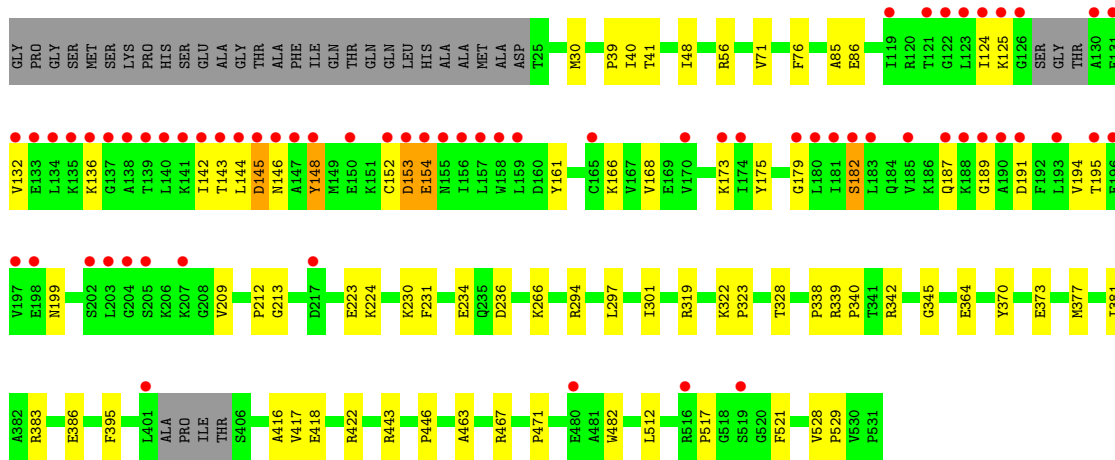 GLY PRO GLY SER MET SER LYS PRO HIS SER GLU ALA GLY THR ALA PHE ILE GLN THR GLN GLN LEU HIS ALA ALA MET ALA ASP T25 M30 P39 I40 T41 I48 R56 V71 F76 A85 E86 I119 R120 T121 G122 L123 I124 K125 G126 SER GLY THR A130 E131
V132 E133 L134 K135 K136 G137 A138 T139 L140 K141 I142 T143 L144 D145 N146 A147 Y148 M149 E150 K151 C152 D153 E154 N155 I156 L157 W158 L159 D160 Y161 C165 K166 V167 V168 E169 V170 K173 I174 Y175 G179 L180 I181 S182 L183 Q184 V185 K186 Q187 K188 G189 A190 D191 F192 L193 V194 T195 E196
V197 E198 N199 S202 L203 G204 S205 K206 K207 G208 V209 P212 G213 D217 E223 K224 K230 F231 E234 Q235 D236 K266 R294 L297 I301 R319 K322 P323 T328 P338 R339 P340 T341 R342 G345 E364 Y370 E373 M377 I381
A382 R383 E386 F395 L401 ALA PRO ILE THR S406 A416 V417 E418 R422 R443 P446 A463 R467 P471 E480 A481 W482 L512 R516 P517 G518 S519 G520 F521 V528 P529 V530 P531